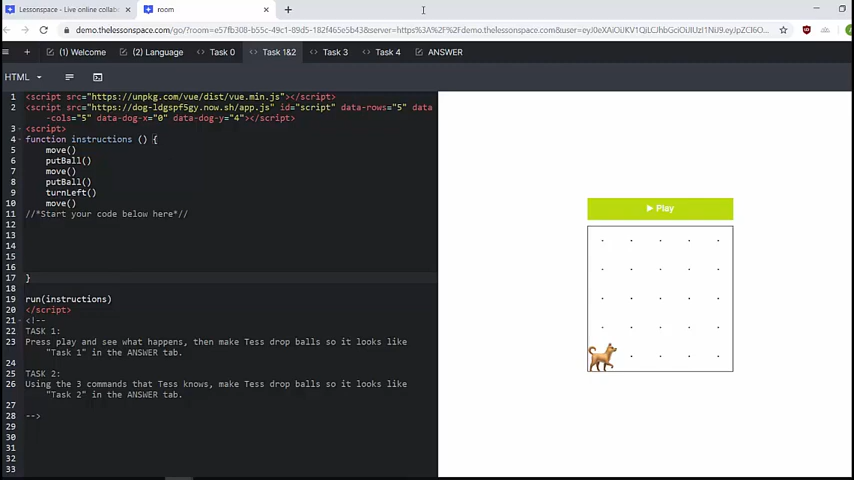 Lessonspace - Live online collab
room
demo.thelessonspace.com/go/?room=e57fb308-b55c-49c1-89d5-182f465e5b43&server=https%3A%2F%2Fdemo.thelessonspace.com&user=eyJ0eXAiOiJKV1QiLCJhbGciOiJIUzI1NiJ9.eyJpZCI6...
(1) Welcome
(2) Language
<> Task 0
<> Task 1&2
<> Task 3
<> Task 4
ANSWER
HTML
1 <script src="https://unpkg.com/vue/dist/vue.min.js"></script>
2 <script src="https://dog-ldgspf5gy.now.sh/app.js" id="script" data-rows="5" data
-cols="5" data-dog-x="0" data-dog-y="4"></script>
3 <script>
4 function instructions () {
5 move()
6 putBall()
7 move()
8 putBall()
9 turnLeft()
10 move()
11 //*Start your code below here*//
12
13
14
15
16
17 }
18
19 run(instructions)
20 </script>
21 <!--
22 TASK 1:
23 Press play and see what happens, then make Tess drop balls so it looks like
"Task 1" in the ANSWER tab.
24
25 TASK 2:
26 Using the 3 commands that Tess knows, make Tess drop balls so it looks like
"Task 2" in the ANSWER tab.
27
28 -->
29
30
31
32
33
Play